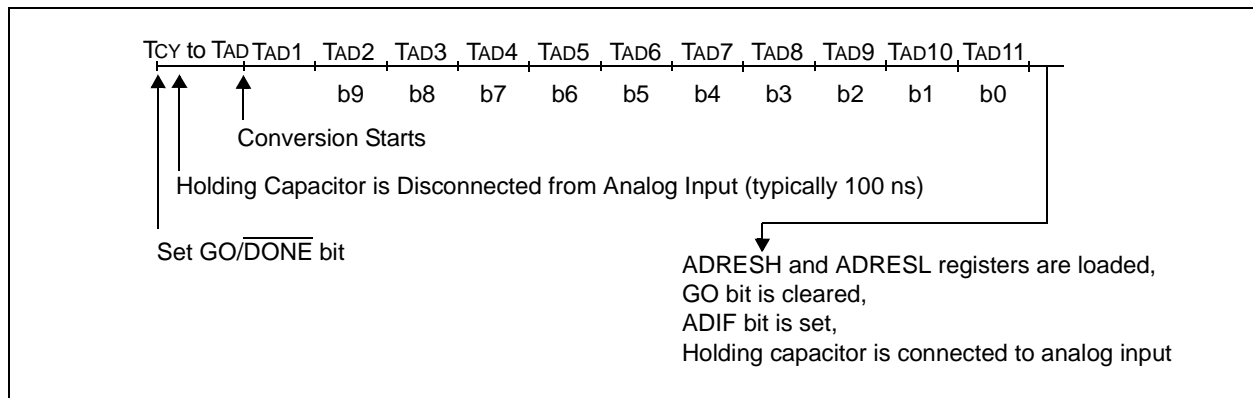 TCY to TAD TAD1 TAD2 TAD3 TAD4 TAD5 TAD6 TAD7 TAD8 TAD9 TAD10 TAD11
b9 b8 b7 b6 b5 b4 b3 b2 b1 b0
Conversion Starts
Holding Capacitor is Disconnected from Analog Input (typically 100 ns)
Set GO/DONE bit
ADRESH and ADRESL registers are loaded,
GO bit is cleared,
ADIF bit is set,
Holding capacitor is connected to analog input